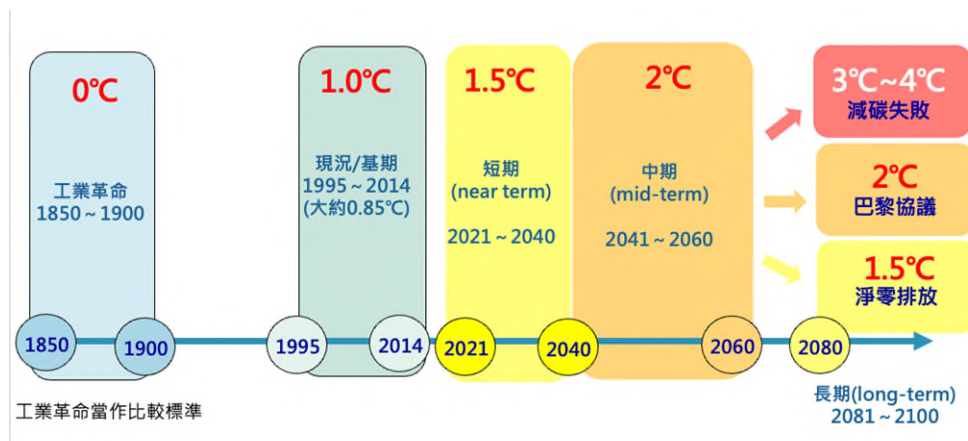 0℃
工業革命
1850～1900
1.0℃
現況/基期
1995～2014
(大約0.85℃)
1.5℃
短期
(near term)
2021～2040
2℃
中期
(mid-term)
2041～2060
3℃~4℃
減碳失敗
2℃
巴黎協議
1.5℃
淨零排放
1850
1900
1995
2014
2021
2040
2060
2080
工業革命當作比較標準
長期(long-term)
2081～2100